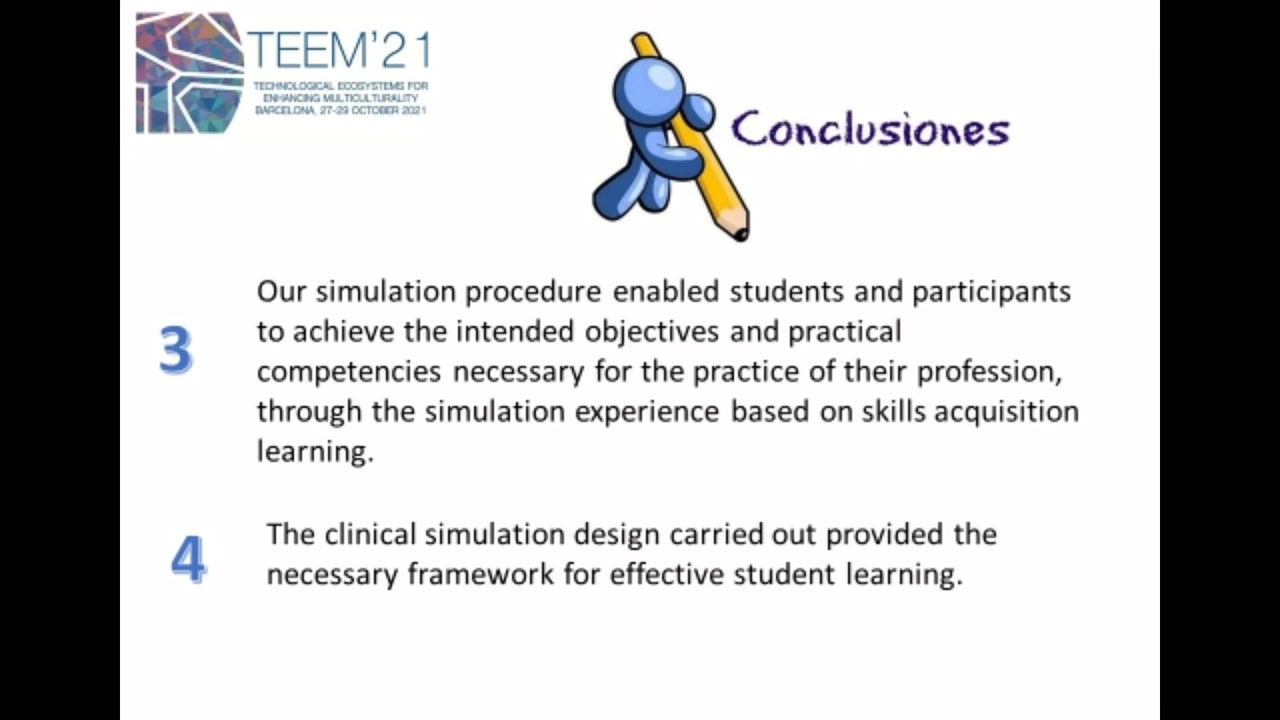 TEEM'21
TECHNOLOGICAL ECOSYSTEMS FOR
ENHANCING MULTICULTURALITY
BARCELONA, 27-29 OCTOBER 2021
Conclusiones
3
Our simulation procedure enabled students and participants
to achieve the intended objectives and practical
competencies necessary for the practice of their profession,
through the simulation experience based on skills acquisition
learning.
4
The clinical simulation design carried out provided the
necessary framework for effective student learning.